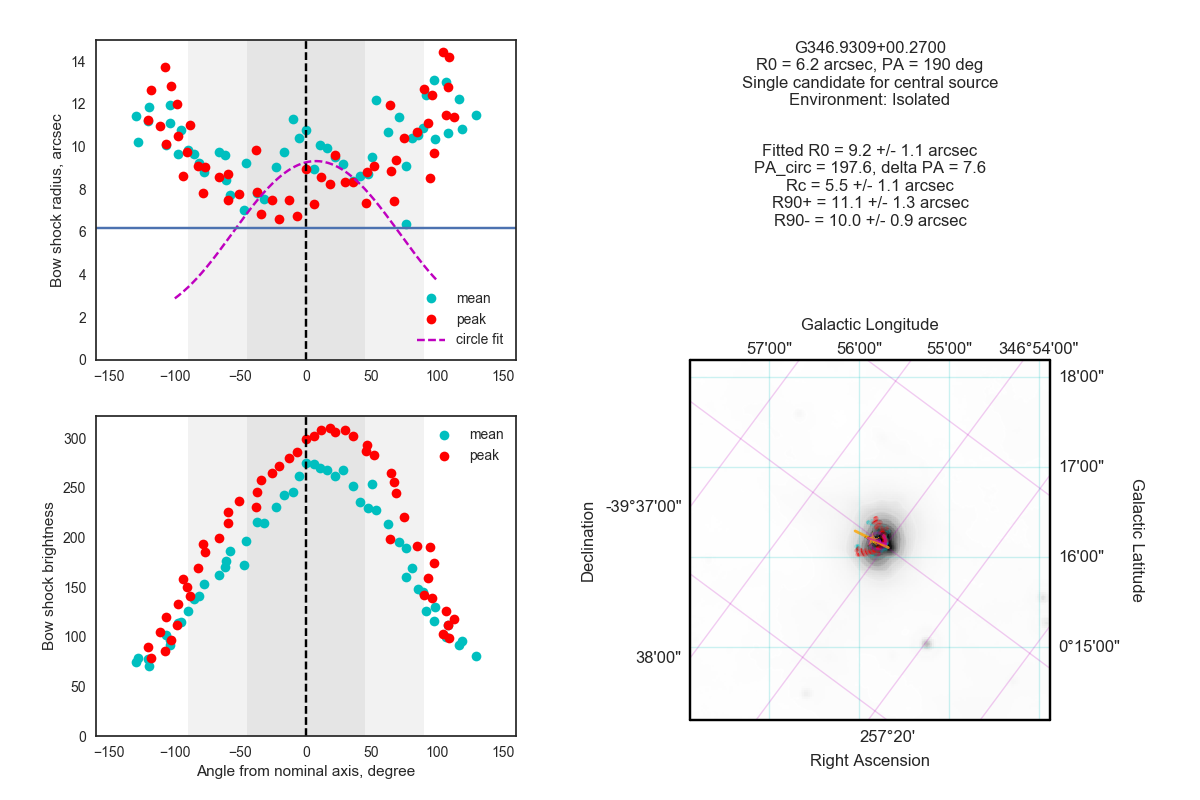 G346.9309+00.2700
R0 = 6.2 arcsec, PA = 190 deg
Single candidate for central source
Environment: Isolated
Fitted R0 = 9.2 +/- 1.1 arcsec
PA_circ = 197.6, delta PA = 7.6
Rc = 5.5 +/- 1.1 arcsec
R90+ = 11.1 +/- 1.3 arcsec
R90- = 10.0 +/- 0.9 arcsec
Bow shock radius, arcsec
14
12
10
8
6
4
2
0
−150 −100 −50 0 50 100 150
mean
peak
circle fit
Bow shock brightness
300
250
200
150
100
50
0
−150 −100 −50 0 50 100 150
Angle from nominal axis, degree
mean
peak
Galactic Longitude
57'00" 56'00" 55'00" 346°54'00"
18'00"
17'00"
16'00"
0°15'00"
Galactic Latitude
Declination
-39°37'00"
38'00"
257°20'
Right Ascension